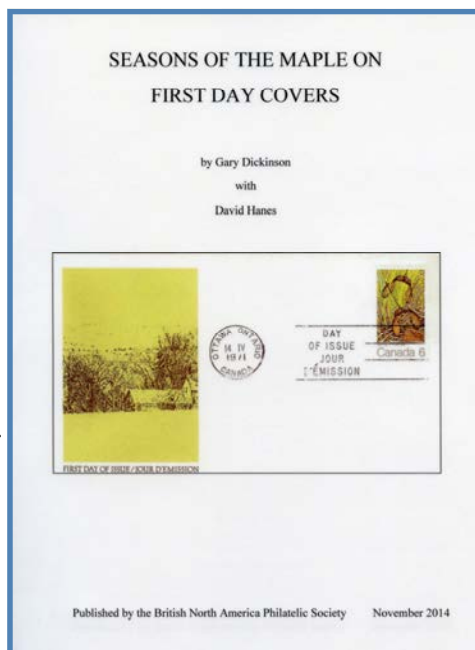 SEASONS OF THE MAPLE ON
FIRST DAY COVERS
by Gary Dickinson
with
David Hanes
OTTAWA ONTARIO
14 IV
1971
CANADA
DAY
OF ISSUE
JOUR
D'EMISSION
Canada 6
FIRST DAY OF ISSUE / JOUR D'EMISSION
Published by the British North America Philatelic Society November 2014